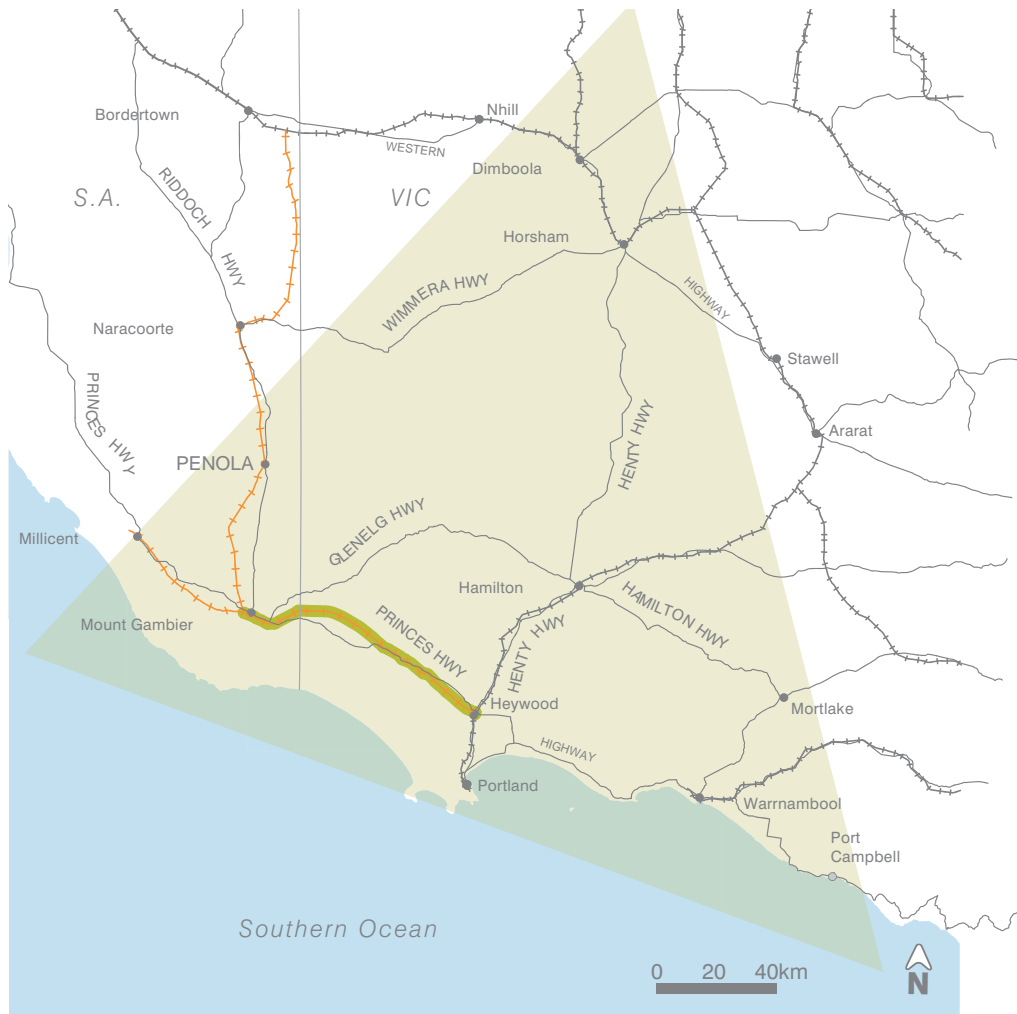 Bordertown
Nhill
WESTERN
Dimboola
S.A.
RIDDOCH
VIC
Horsham
HWY
WIMMERA HWY
HIGHWAY
Naracoorte
Stawell
PRINCES HWY
HENTY HWY
Ararat
PENOLA
GLENELG HWY
Millicent
Hamilton
HAMILTON HWY
Mount Gambier
PRINCES HWY
HENTY HWY
Heywood
Mortlake
HIGHWAY
Portland
Warrnambool
Port
Campbell
Southern Ocean
0 20 40km
N